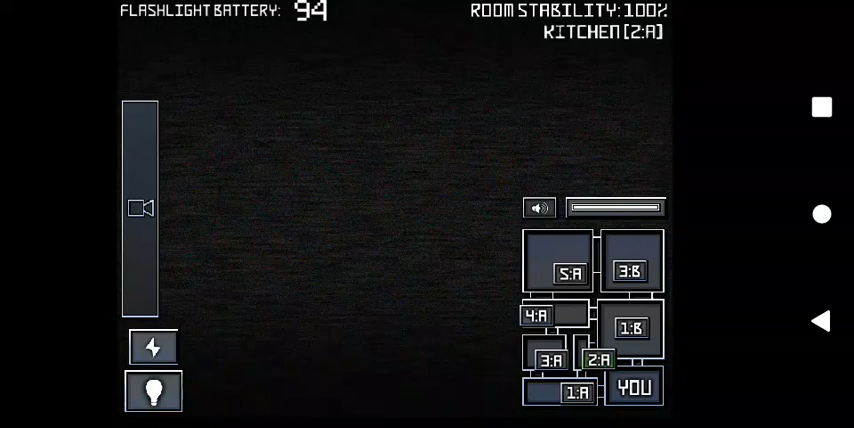 FLASHLIGHT BATTERY: 94
ROOM STABILITY: 100%
KITCHEN [2:A]
5:A
3:B
4:A
1:B
3:A
2:A
1:A
YOU